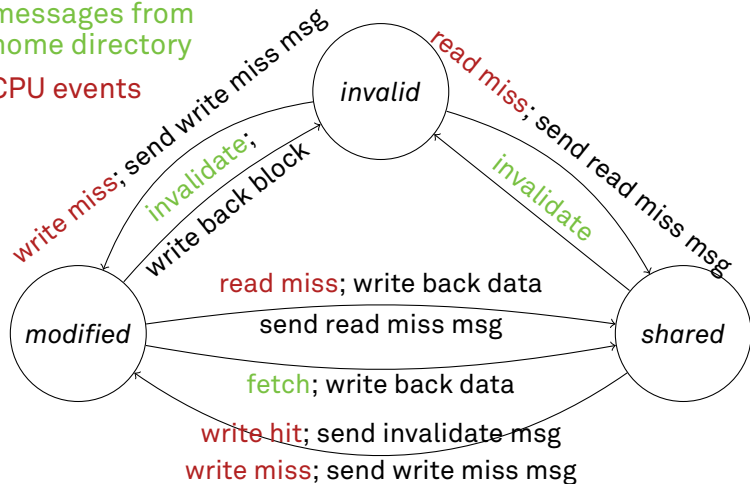 messages from
home directory
CPU events
write miss; send write miss msg
invalidate;
write back block
invalid
read miss; send read miss msg
invalidate
modified
read miss; write back data
send read miss msg
fetch; write back data
shared
write hit; send invalidate msg
write miss; send write miss msg